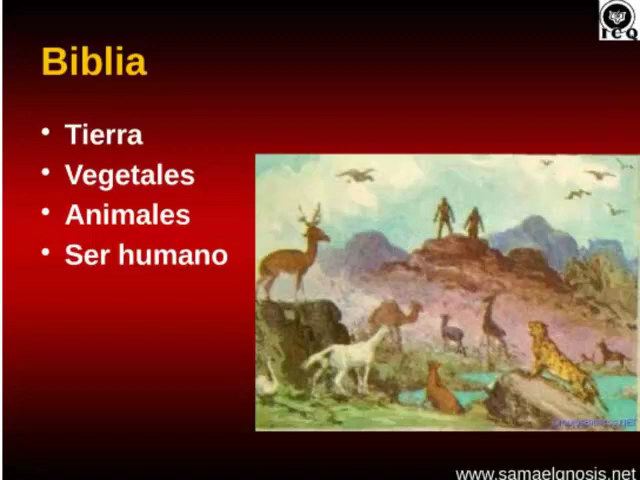 Biblia
• Tierra
• Vegetales
• Animales
• Ser humano
www.samaelgnosis.net